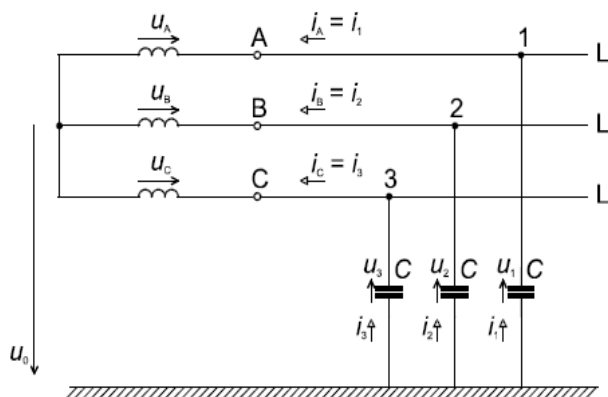 u_A A i_A = i_1 1 L
u_B B i_B = i_2 2 L
u_C C i_C = i_3 3 L
u_3 C u_2 C u_1 C
i_3 i_2 i_1
u_0